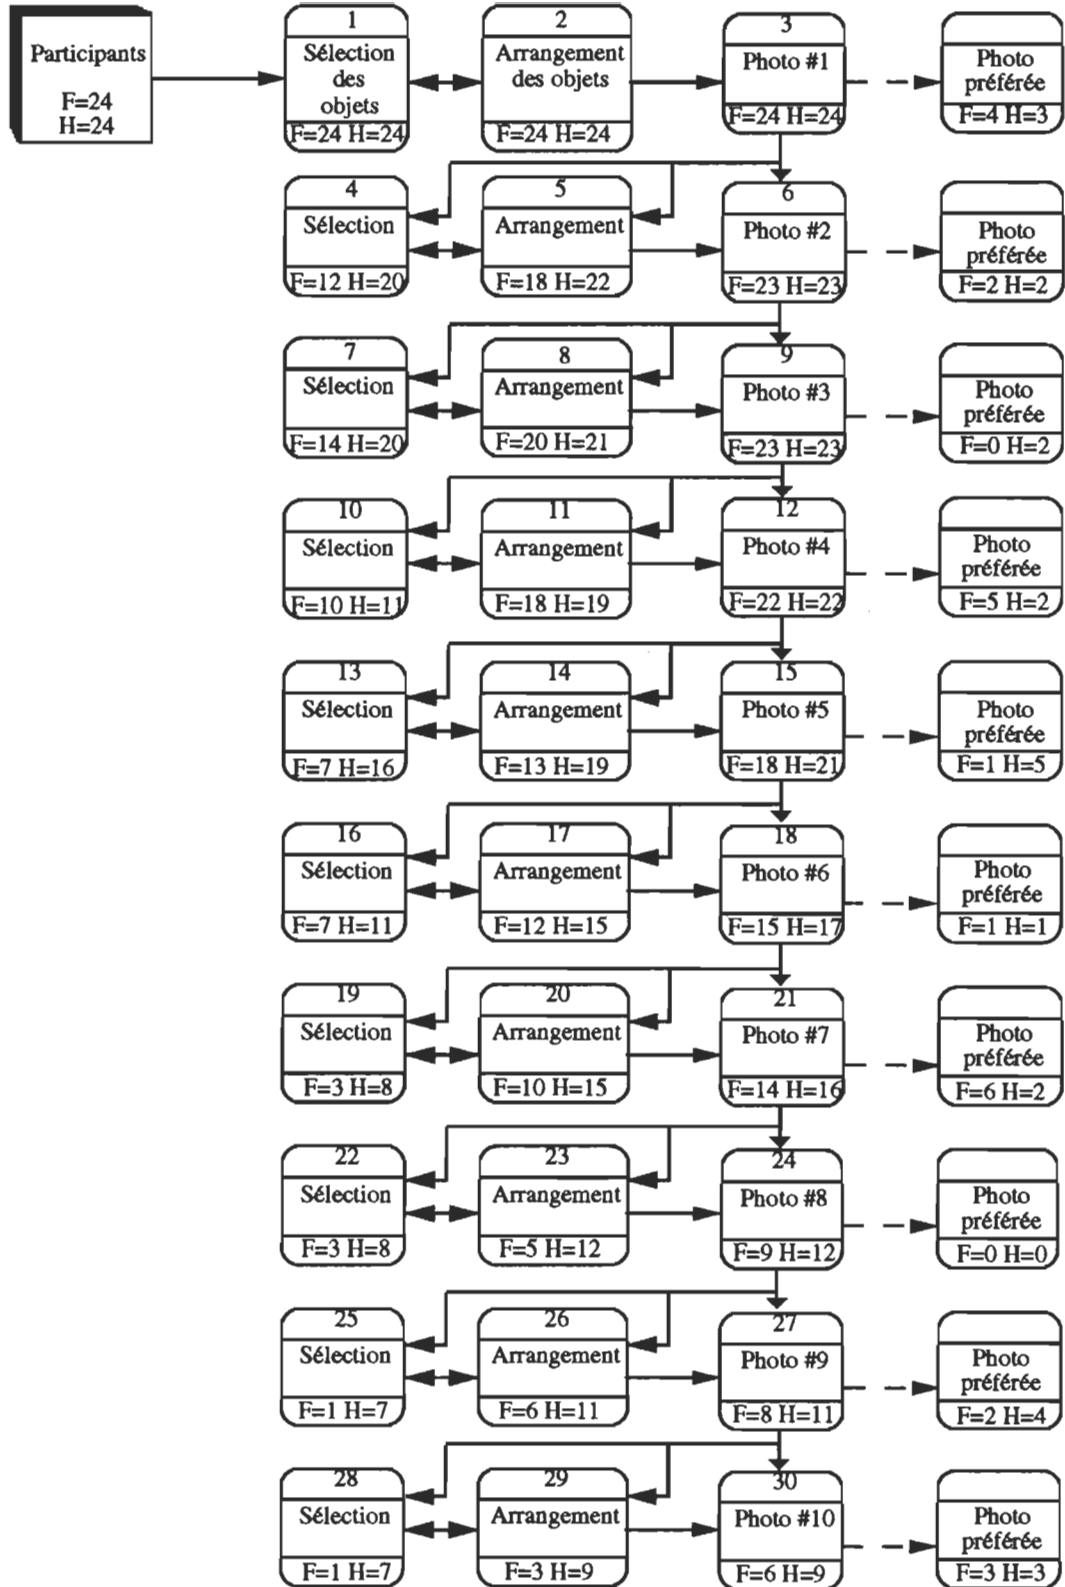 Participants
F=24
H=24
1
Sélection
des
objets
F=24 H=24
2
Arrangement
des objets
F=24 H=24
3
Photo #1
F=24 H=24
Photo
préférée
F=4 H=3
4
Sélection
F=12 H=20
5
Arrangement
F=18 H=22
6
Photo #2
F=23 H=23
Photo
préférée
F=2 H=2
7
Sélection
F=14 H=20
8
Arrangement
F=20 H=21
9
Photo #3
F=23 H=23
Photo
préférée
F=0 H=2
10
Sélection
F=10 H=11
11
Arrangement
F=18 H=19
12
Photo #4
F=22 H=22
Photo
préférée
F=5 H=2
13
Sélection
F=7 H=16
14
Arrangement
F=13 H=19
15
Photo #5
F=18 H=21
Photo
préférée
F=1 H=5
16
Sélection
F=7 H=11
17
Arrangement
F=12 H=15
18
Photo #6
F=15 H=17
Photo
préférée
F=1 H=1
19
Sélection
F=3 H=8
20
Arrangement
F=10 H=15
21
Photo #7
F=14 H=16
Photo
préférée
F=6 H=2
22
Sélection
F=3 H=8
23
Arrangement
F=5 H=12
24
Photo #8
F=9 H=12
Photo
préférée
F=0 H=0
25
Sélection
F=1 H=7
26
Arrangement
F=6 H=11
27
Photo #9
F=8 H=11
Photo
préférée
F=2 H=4
28
Sélection
F=1 H=7
29
Arrangement
F=3 H=9
30
Photo #10
F=6 H=9
Photo
préférée
F=3 H=3